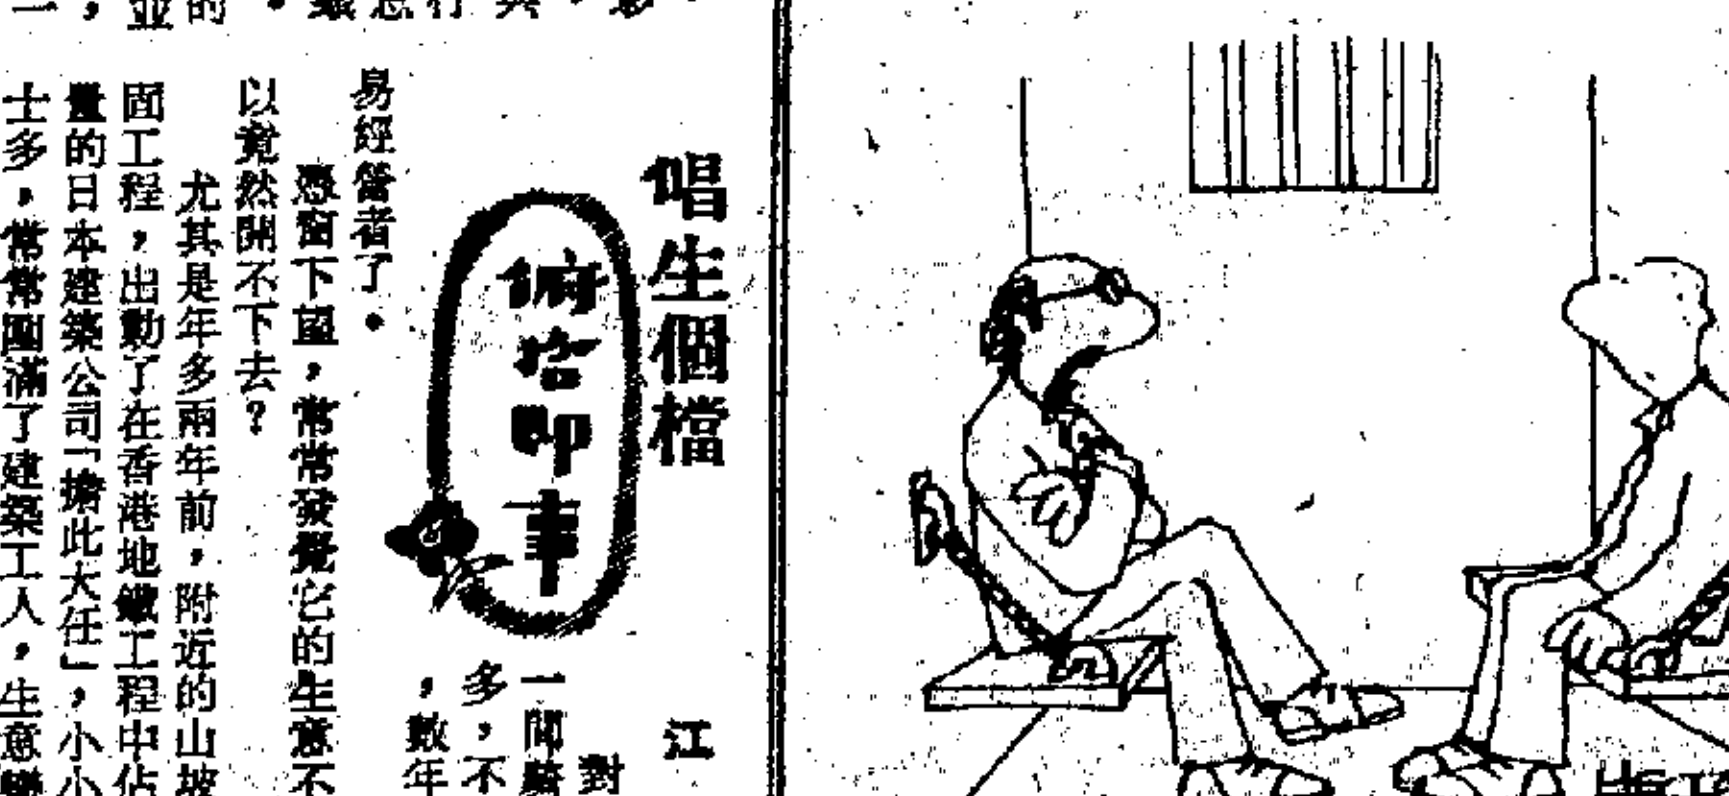 唱生個檔
江
俯拾即事
對
一間騎
多，不
，數年
易經營者了。
憑窗下望，常常發覺它的生意不
以竟然開不下去？
尤其是年多兩年前，附近的山坡
面工程，出動了在香港地鐵工程中佔
量的日本建築公司「擔此大任」，小小
士多，常常圍滿了建築工人，生意